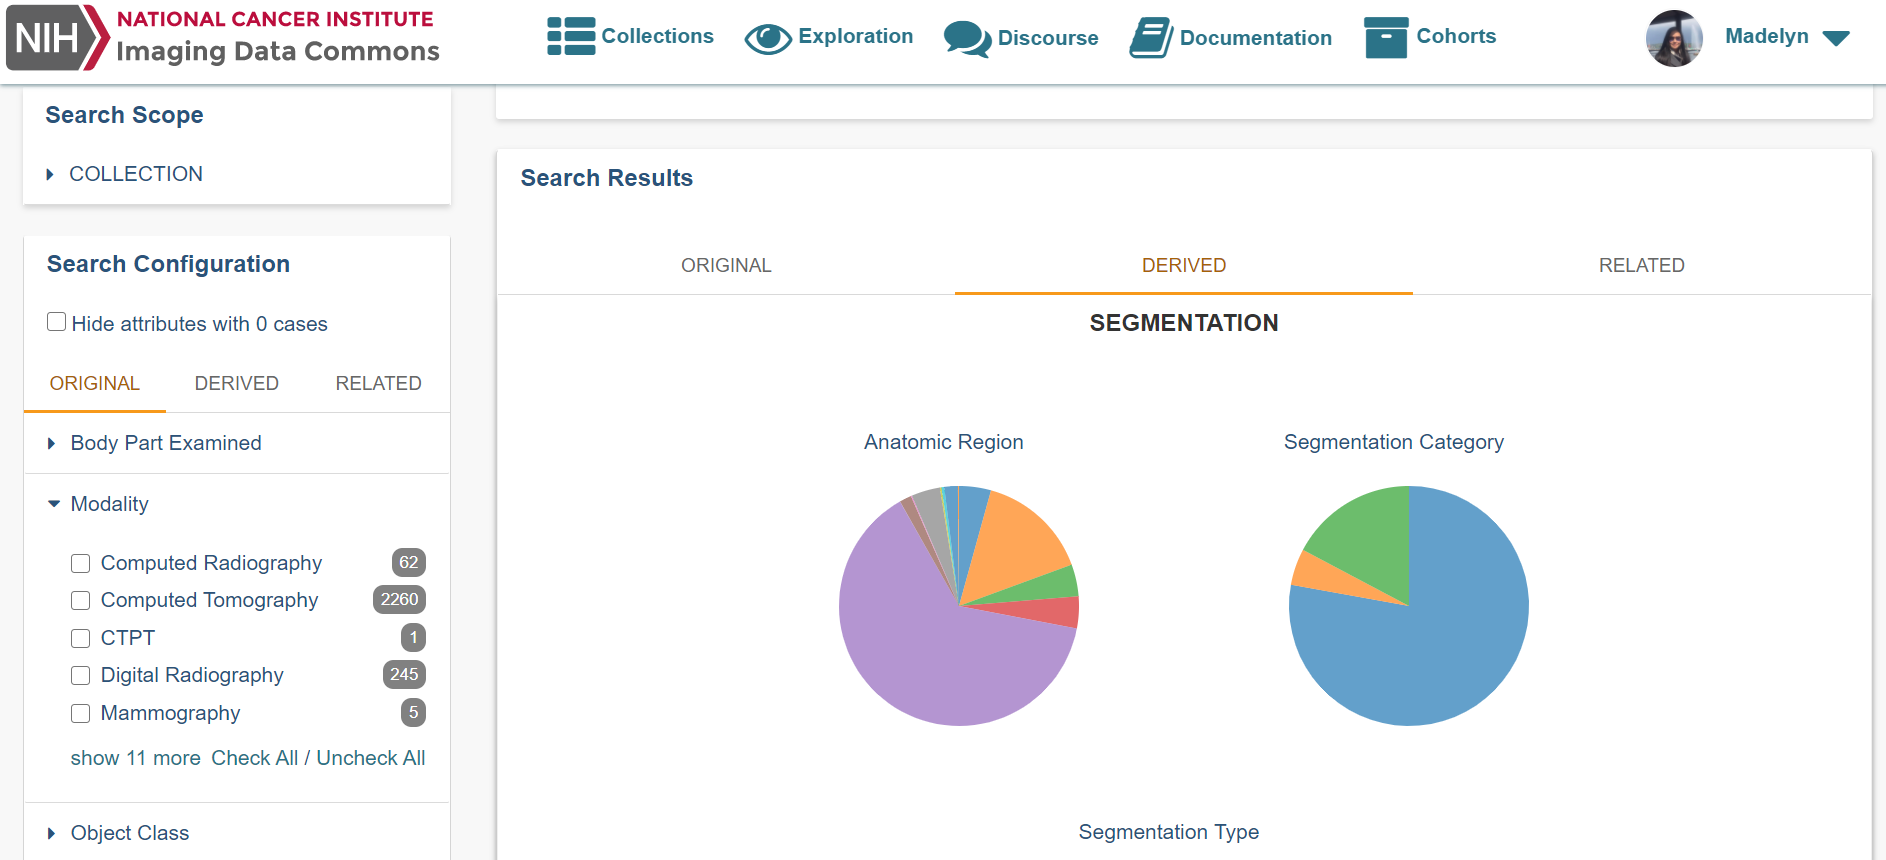 NIH NATIONAL CANCER INSTITUTE
Imaging Data Commons
Collections
Exploration
Discourse
Documentation
Cohorts
Madelyn
Search Scope
COLLECTION
Search Configuration
Hide attributes with 0 cases
ORIGINAL DERIVED RELATED
Body Part Examined
Modality
Computed Radiography 62
Computed Tomography 2260
CTPT 1
Digital Radiography 245
Mammography 5
show 11 more Check All / Uncheck All
Object Class
Search Results
ORIGINAL DERIVED RELATED
SEGMENTATION
Anatomic Region
Segmentation Category
Segmentation Type